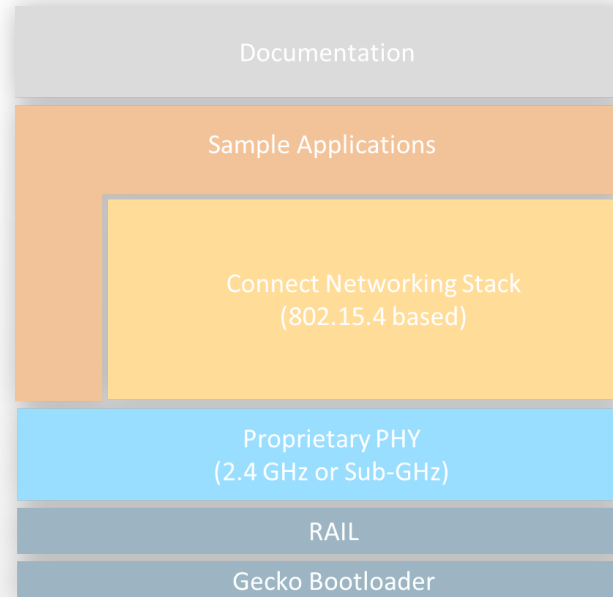 Documentation
Sample Applications
Connect Networking Stack
(802.15.4 based)
Proprietary PHY
(2.4 GHz or Sub-GHz)
RAIL
Gecko Bootloader